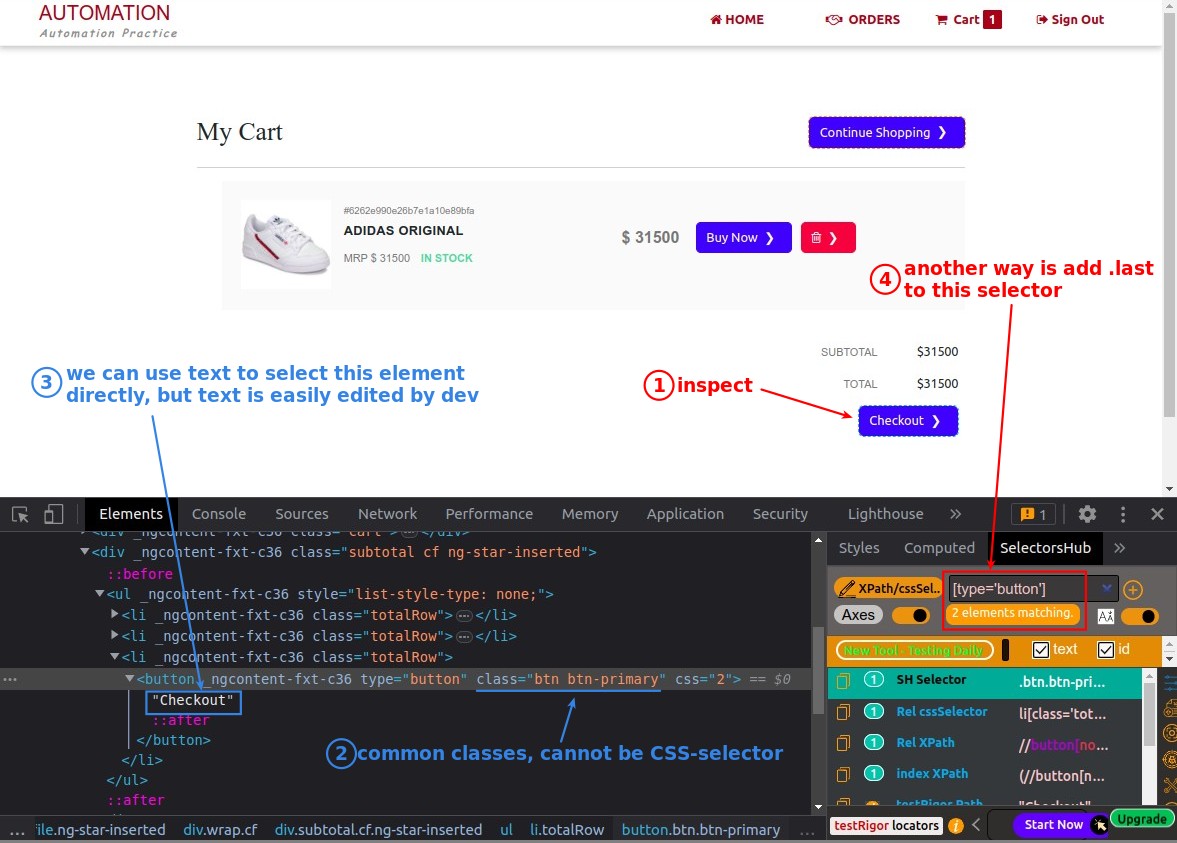 AUTOMATION
Automation Practice
HOME
ORDERS
Cart 1
Sign Out
My Cart
Continue Shopping ❯
#6262e990e26b7e1a10e89bfa
ADIDAS ORIGINAL
MRP $ 31500 IN STOCK
$ 31500
Buy Now ❯
❯
4 another way is add .last
to this selector
SUBTOTAL $31500
3 we can use text to select this element
directly, but text is easily edited by dev
1 inspect
TOTAL $31500
Checkout ❯
Elements Console Sources Network Performance Memory Application Security Lighthouse » 1
<div _ngcontent-fxt-c36 class="cart">…</div>
<div _ngcontent-fxt-c36 class="subtotal cf ng-star-inserted">
::before
<ul _ngcontent-fxt-c36 style="list-style-type: none;">
<li _ngcontent-fxt-c36 class="totalRow">…</li>
<li _ngcontent-fxt-c36 class="totalRow">…</li>
<li _ngcontent-fxt-c36 class="totalRow">
… <button _ngcontent-fxt-c36 type="button" class="btn btn-primary" css="2"> == $0
"Checkout"
::after
</button>
2 common classes, cannot be CSS-selector
</li>
</ul>
::after
... ile.ng-star-inserted div.wrap.cf div.subtotal.cf.ng-star-inserted ul li.totalRow button.btn.btn-primary ...
Styles Computed SelectorsHub »
XPath/cssSel.. [type='button']
Axes 2 elements matching.
New Tool - Testing Daily text id
1 SH Selector .btn.btn-pri...
1 Rel cssSelector li[class='tot...
1 Rel XPath //button[no...
1 index XPath (//button[n...
testRigor Path "Checkout"
testRigor locators i Start Now Upgrade